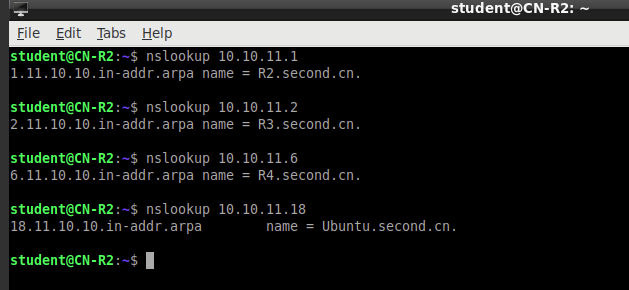 student@CN-R2: ~
File Edit Tabs Help
student@CN-R2:~$ nslookup 10.10.11.1
1.11.10.10.in-addr.arpa name = R2.second.cn.
student@CN-R2:~$ nslookup 10.10.11.2
2.11.10.10.in-addr.arpa name = R3.second.cn.
student@CN-R2:~$ nslookup 10.10.11.6
6.11.10.10.in-addr.arpa name = R4.second.cn.
student@CN-R2:~$ nslookup 10.10.11.18
18.11.10.10.in-addr.arpa        name = Ubuntu.second.cn.
student@CN-R2:~$